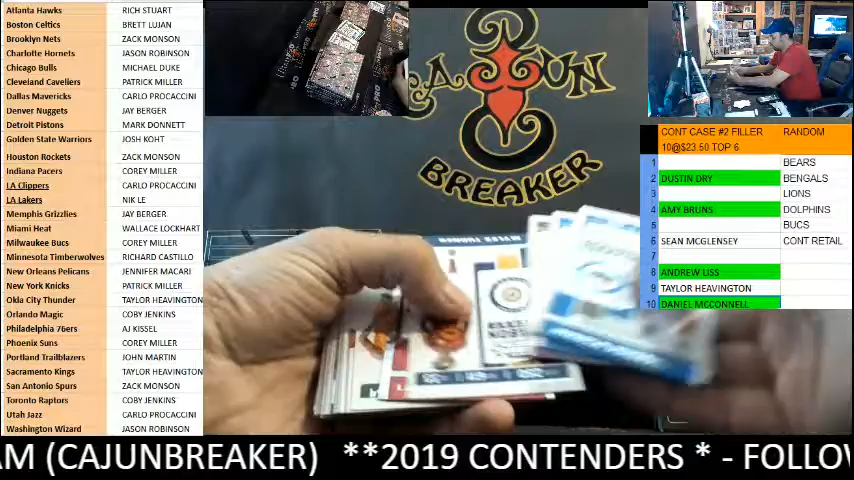 Atlanta Hawks RICH STUART
Boston Celtics BRETT LUJAN
Brooklyn Nets ZACK MONSON
Charlotte Hornets JASON ROBINSON
Chicago Bulls MICHAEL DUKE
Cleveland Cavaliers PATRICK MILLER
Dallas Mavericks CARLO PROCACCINI
Denver Nuggets JAY BERGER
Detroit Pistons MARK DONNETT
Golden State Warriors JOSH KOHT
Houston Rockets ZACK MONSON
Indiana Pacers COREY MILLER
LA Clippers CARLO PROCACCINI
LA Lakers NIK LE
Memphis Grizzlies JAY BERGER
Miami Heat WALLACE LOCKHART
Milwaukee Bucs COREY MILLER
Minnesota Timberwolves RICHARD CASTILLO
New Orleans Pelicans JENNIFER MACARI
New York Knicks PATRICK MILLER
Okla City Thunder TAYLOR HEAVINGTON
Orlando Magic COBY JENKINS
Philadelphia 76ers AJ KISSEL
Phoenix Suns COREY MILLER
Portland Trailblazers JOHN MARTIN
Sacramento Kings TAYLOR HEAVINGTON
San Antonio Spurs ZACK MONSON
Toronto Raptors COBY JENKINS
Utah Jazz CARLO PROCACCINI
Washington Wizard JASON ROBINSON
CAJUN
BREAKER
CONT CASE #2 FILLER RANDOM
10@$23.50 TOP 6
1 BEARS
2 DUSTIN DRY BENGALS
3 LIONS
4 AMY BRUNS DOLPHINS
5 BUCS
6 SEAN MCGLENSEY CONT RETAIL
7
8 ANDREW LISS
9 TAYLOR HEAVINGTON
10 DANIEL MCCONNELL
AM (CAJUNBREAKER) **2019 CONTENDERS * - FOLLOW